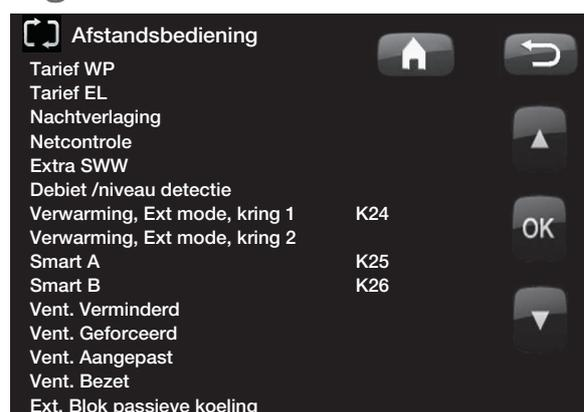 Afstandsbediening
Tarief WP
Tarief EL
Nachtverlaging
Netcontrole
Extra SWW
Debiet /niveau detectie
Verwarming, Ext mode, kring 1 K24
Verwarming, Ext mode, kring 2
OK
Smart A K25
Smart B K26
Vent. Verminderd
Vent. Geforceerd
Vent. Aangepast
Vent. Bezet
Ext. Blok passieve koeling